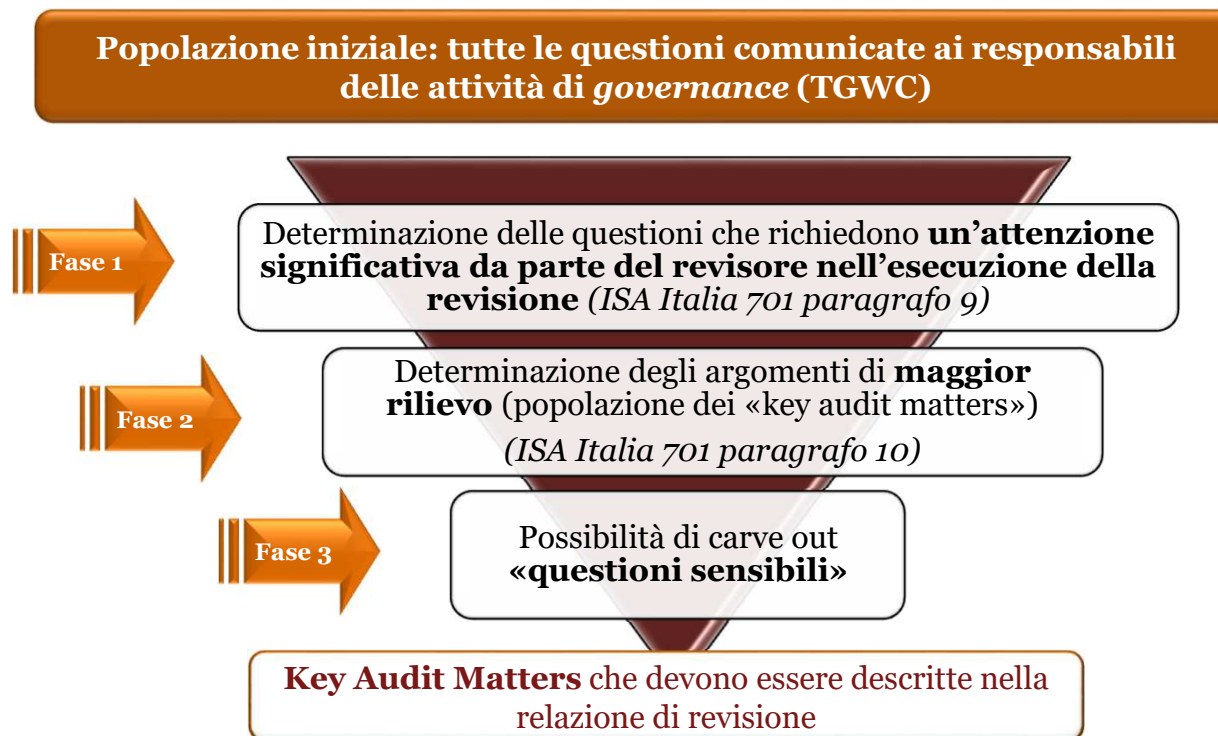 Popolazione iniziale: tutte le questioni comunicate ai responsabili
delle attività di governance (TGWC)
Fase 1
Determinazione delle questioni che richiedono un'attenzione
significativa da parte del revisore nell'esecuzione della
revisione (ISA Italia 701 paragrafo 9)
Fase 2
Determinazione degli argomenti di maggior
rilievo (popolazione dei «key audit matters»)
(ISA Italia 701 paragrafo 10)
Fase 3
Possibilità di carve out
«questioni sensibili»
Key Audit Matters che devono essere descritte nella
relazione di revisione